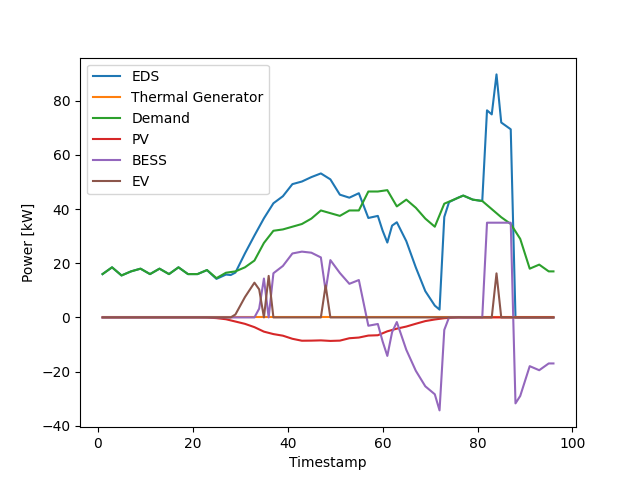 EDS
Thermal Generator
Demand
PV
BESS
EV
Power [kW]
80
60
40
20
0
−20
−40
0 20 40 60 80 100
Timestamp